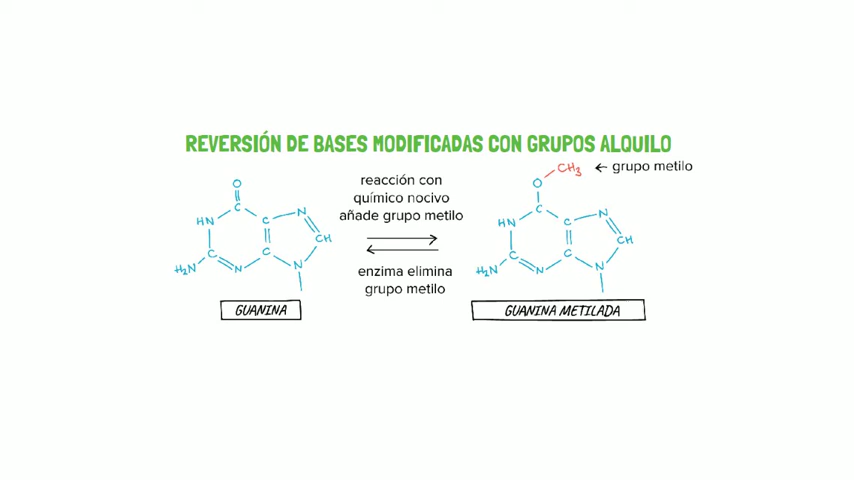 REVERSIÓN DE BASES MODIFICADAS CON GRUPOS ALQUILO
CH3
← grupo metilo
reacción con
químico nocivo
añade grupo metilo
enzima elimina
grupo metilo
O
C
HN
C
N
CH
C
C
H2N
N
N
GUANINA
O
C
HN
C
N
CH
C
C
H2N
N
N
GUANINA METILADA